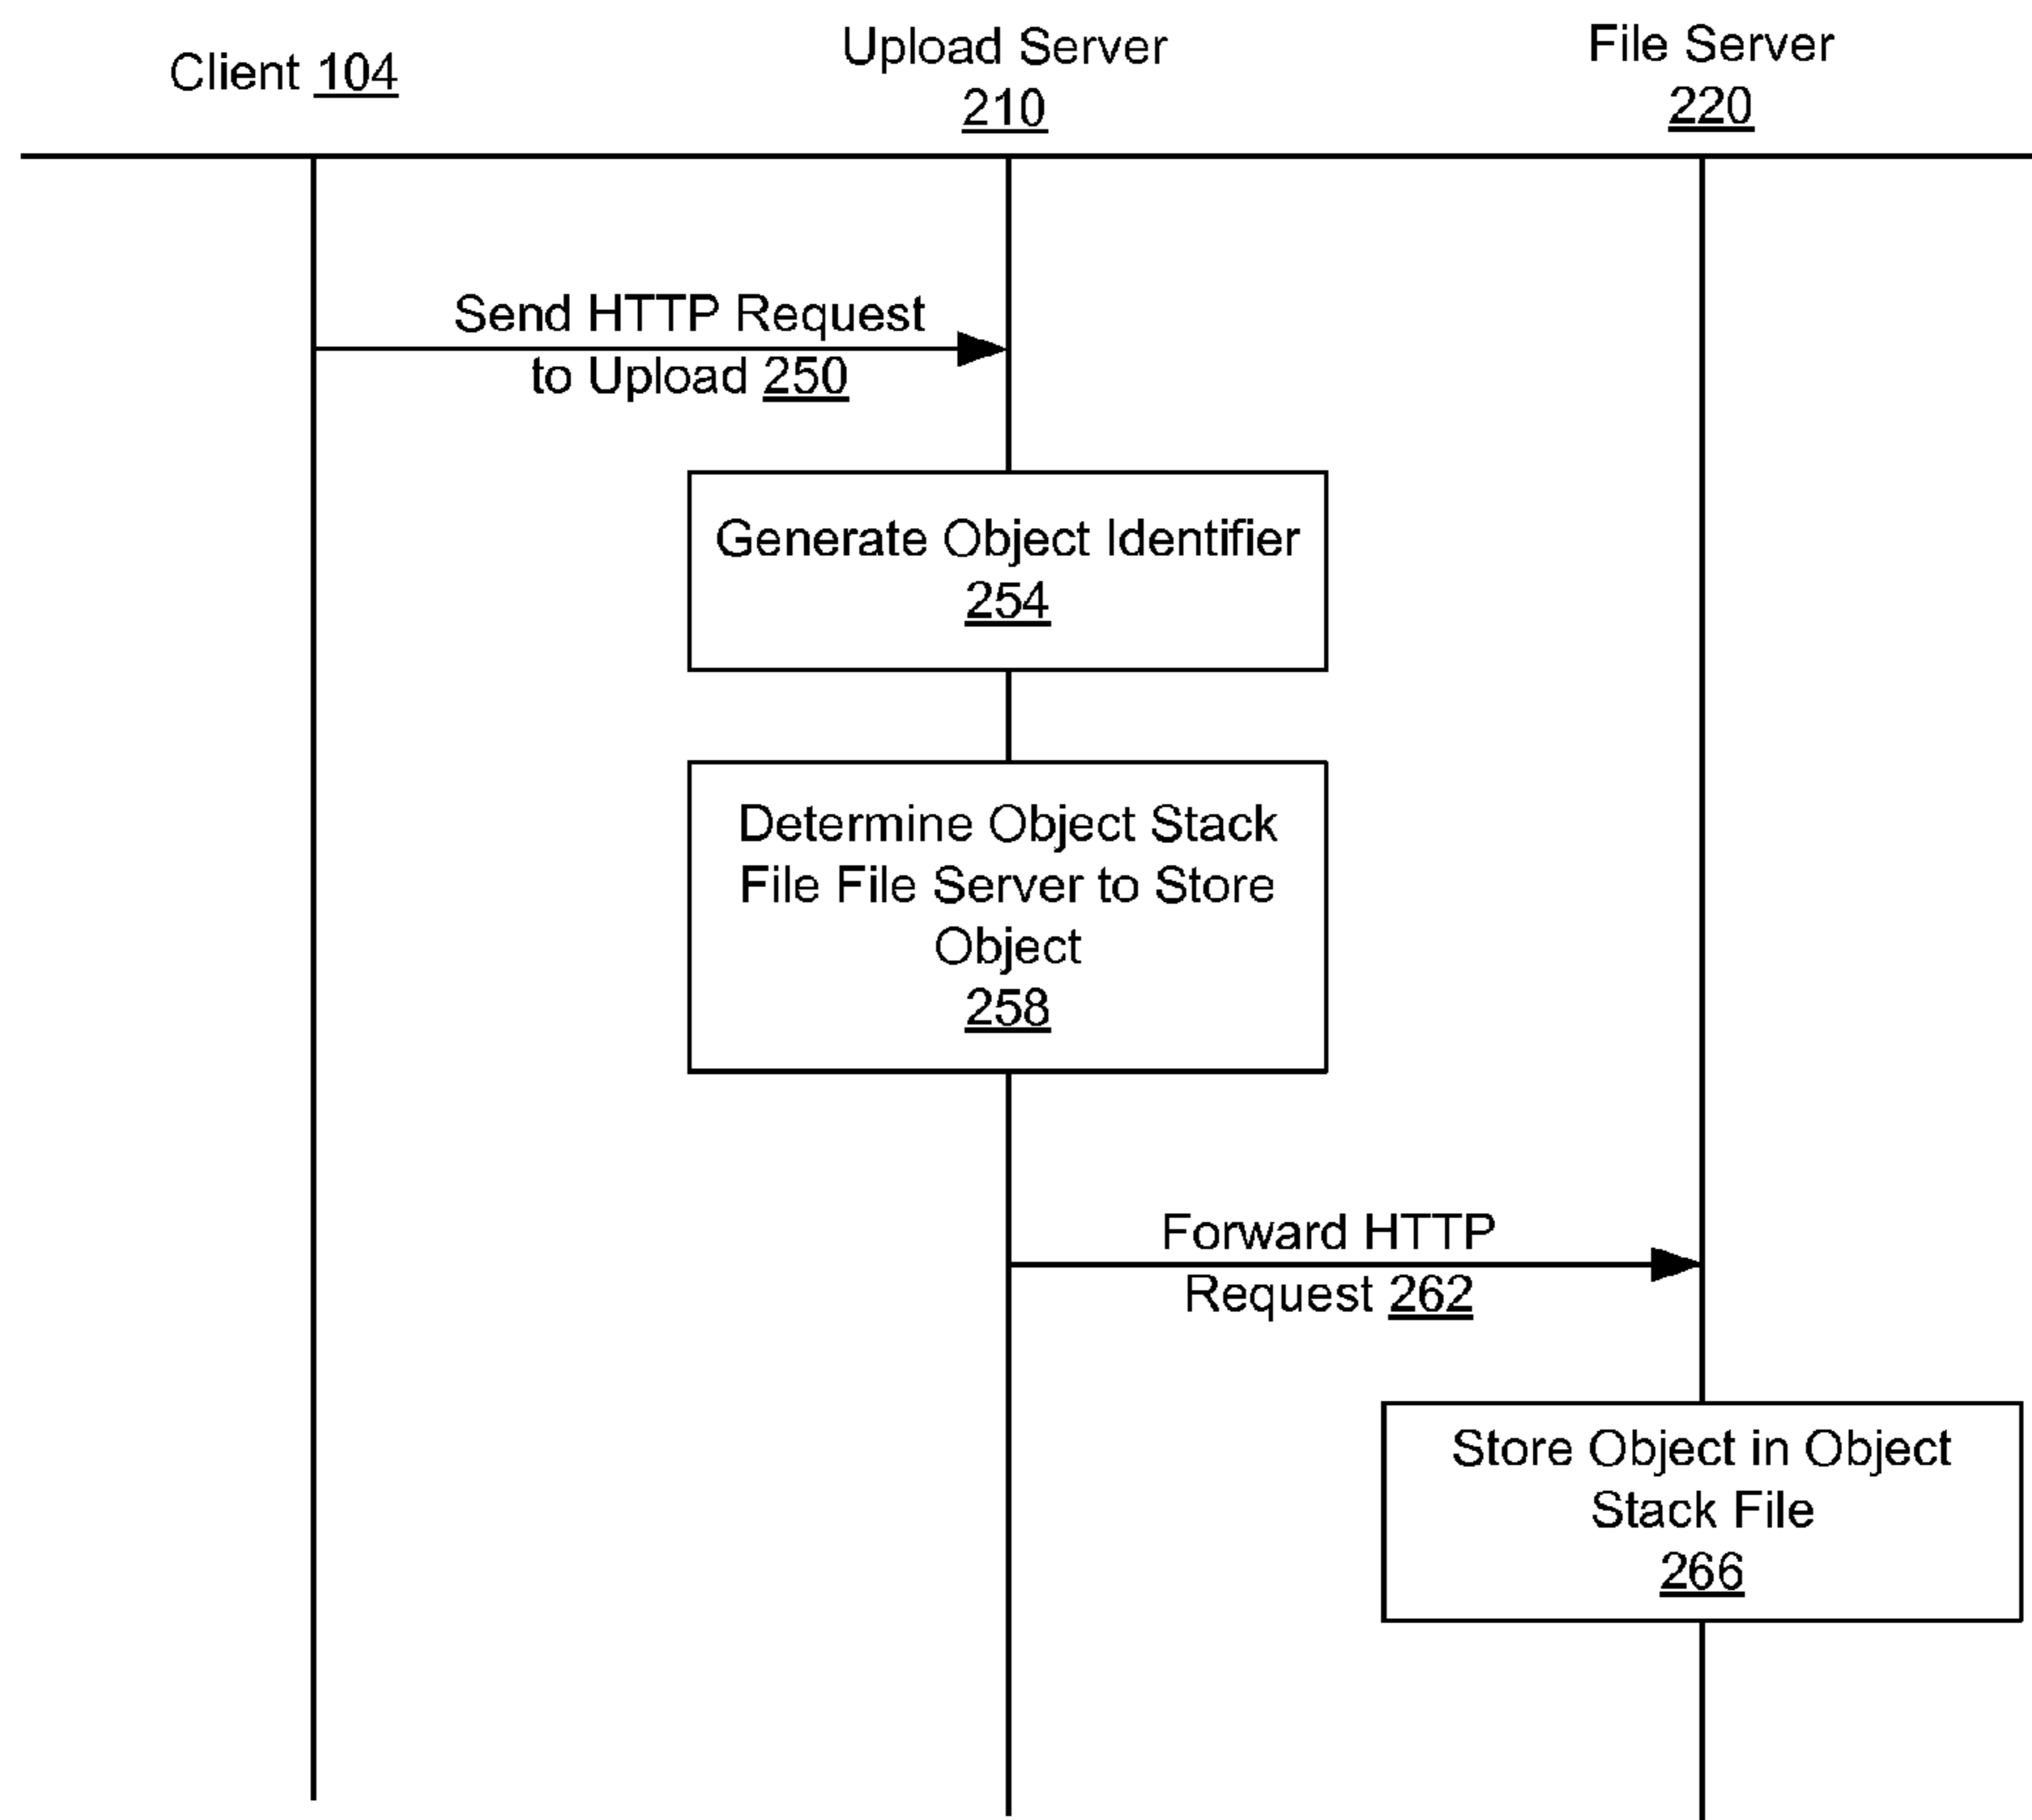 Client 104
Upload Server
210
File Server
220
Send HTTP Request
to Upload 250
Generate Object Identifier
254
Determine Object Stack
File File Server to Store
Object
258
Forward HTTP
Request 262
Store Object in Object
Stack File
266